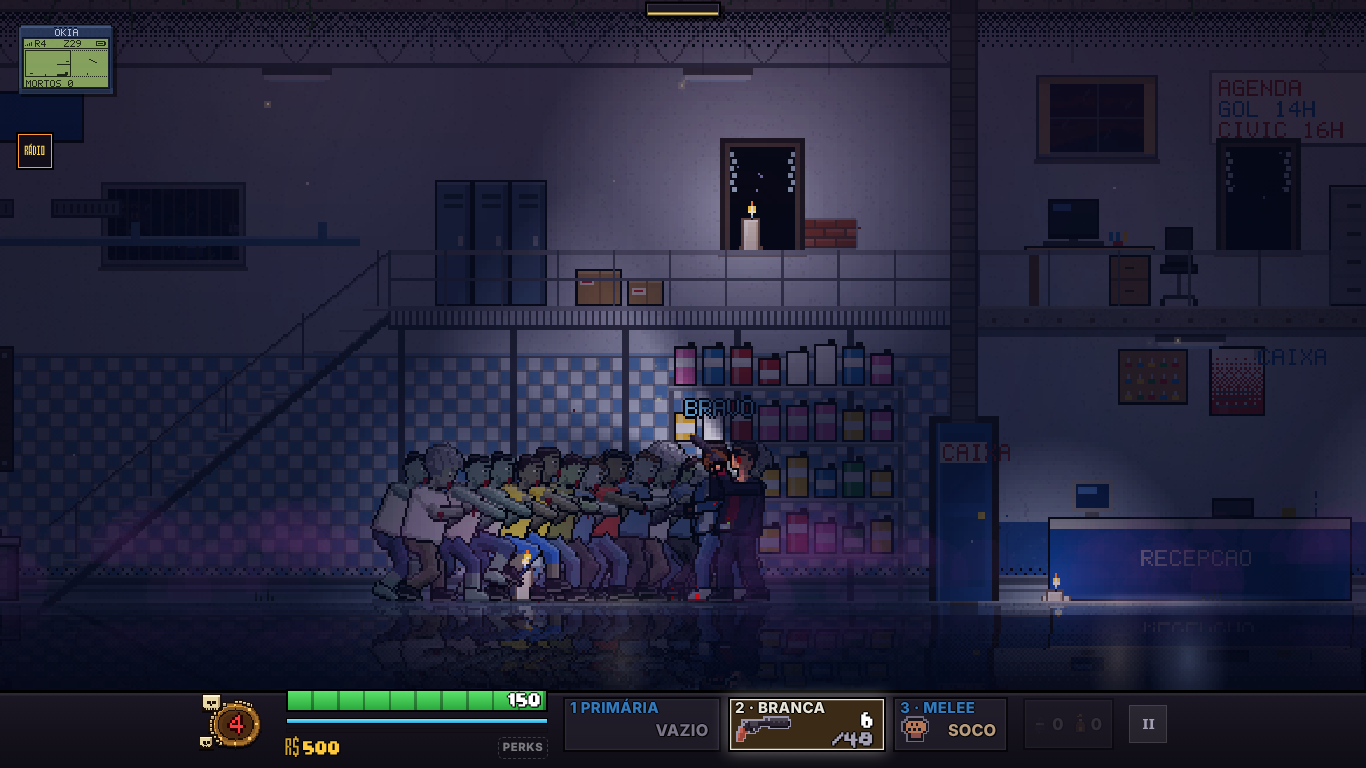 OKIA
R4 Z29
MORTOS 0
RÁDIO
AGENDA
GOL 14H
CIVIC 16H
CAIXA
BRAVO
CAIXA
RECEPCAO
4
150
R$500
PERKS
1 PRIMÁRIA
VAZIO
2 · BRANCA
6
/48
3 · MELEE
SOCO
- 0 0
II